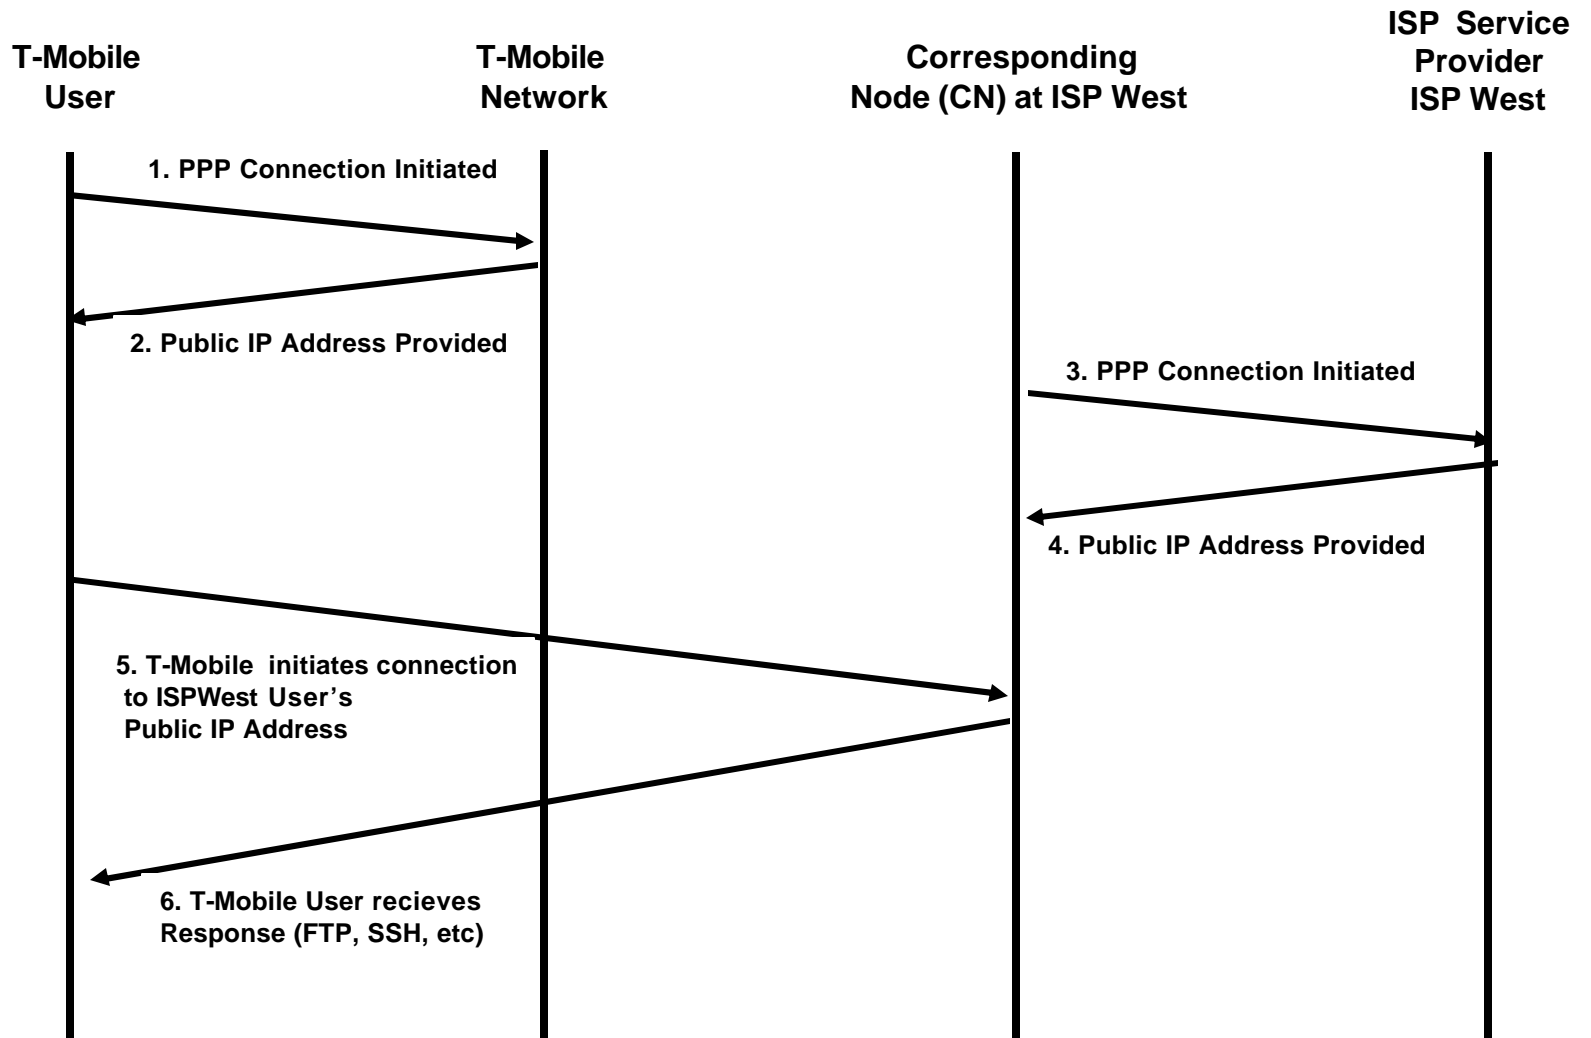 T-Mobile
User
T-Mobile
Network
Corresponding
Node (CN) at ISP West
ISP Service
Provider
ISP West
1. PPP Connection Initiated
2. Public IP Address Provided
3. PPP Connection Initiated
4. Public IP Address Provided
5. T-Mobile initiates connection
to ISPWest User’s
Public IP Address
6. T-Mobile User recieves
Response (FTP, SSH, etc)